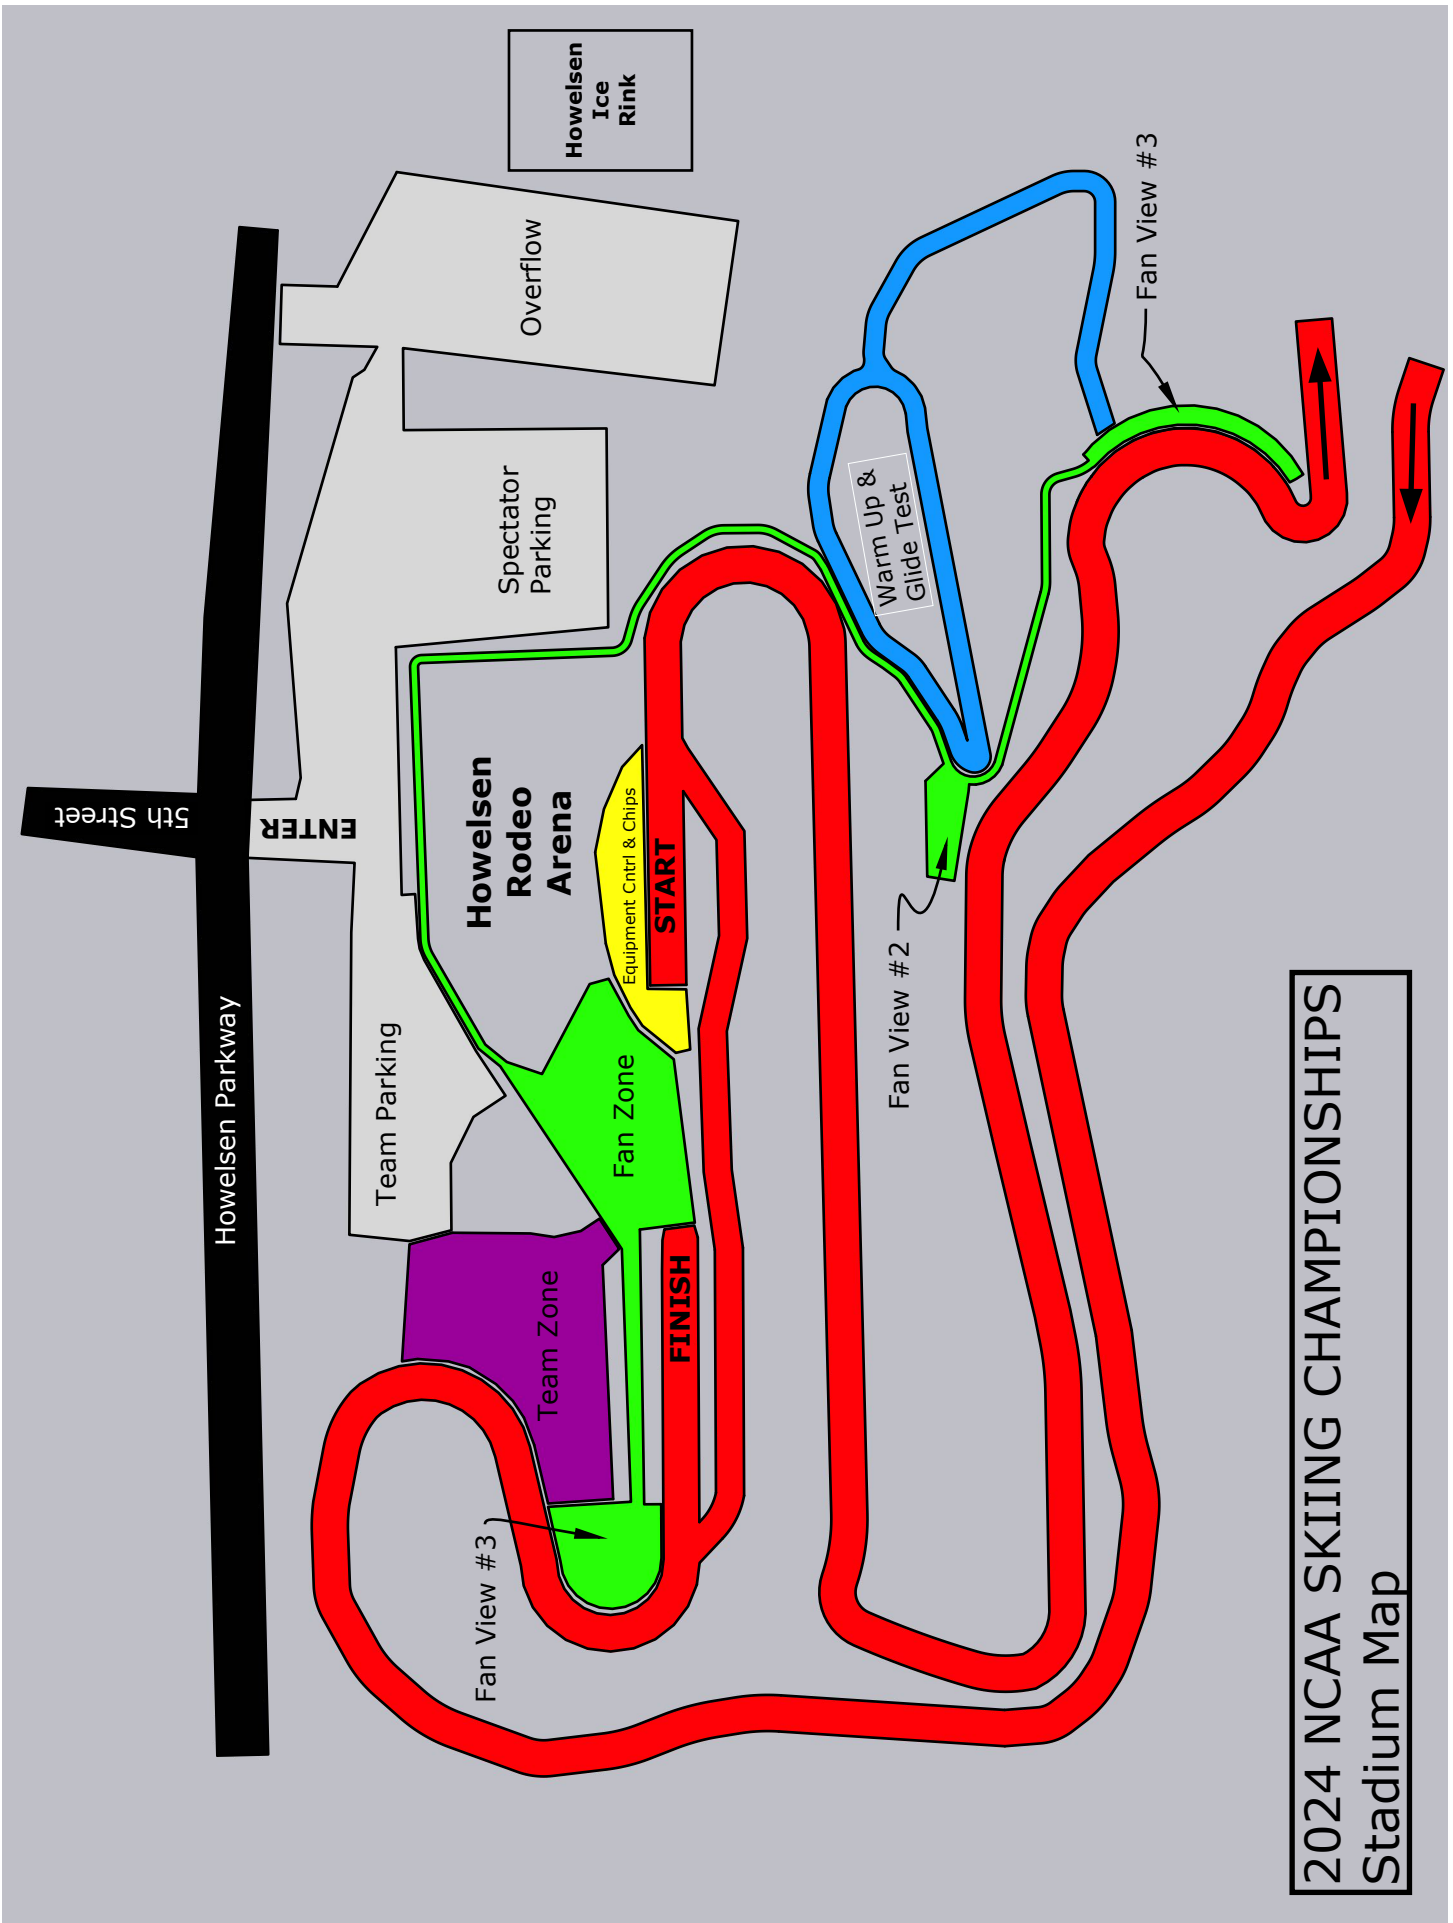 2024 NCAA SKIING CHAMPIONSHIPS
Stadium Map
Howelsen Parkway
5th Street
ENTER
Team Parking
Spectator
Parking
Overflow
Howelsen
Ice
Rink
Howelsen
Rodeo
Arena
Equipment Cntrl & Chips
START
Fan Zone
Team Zone
FINISH
Fan View #3
Fan View #2
Warm Up &
Glide Test
Fan View #3